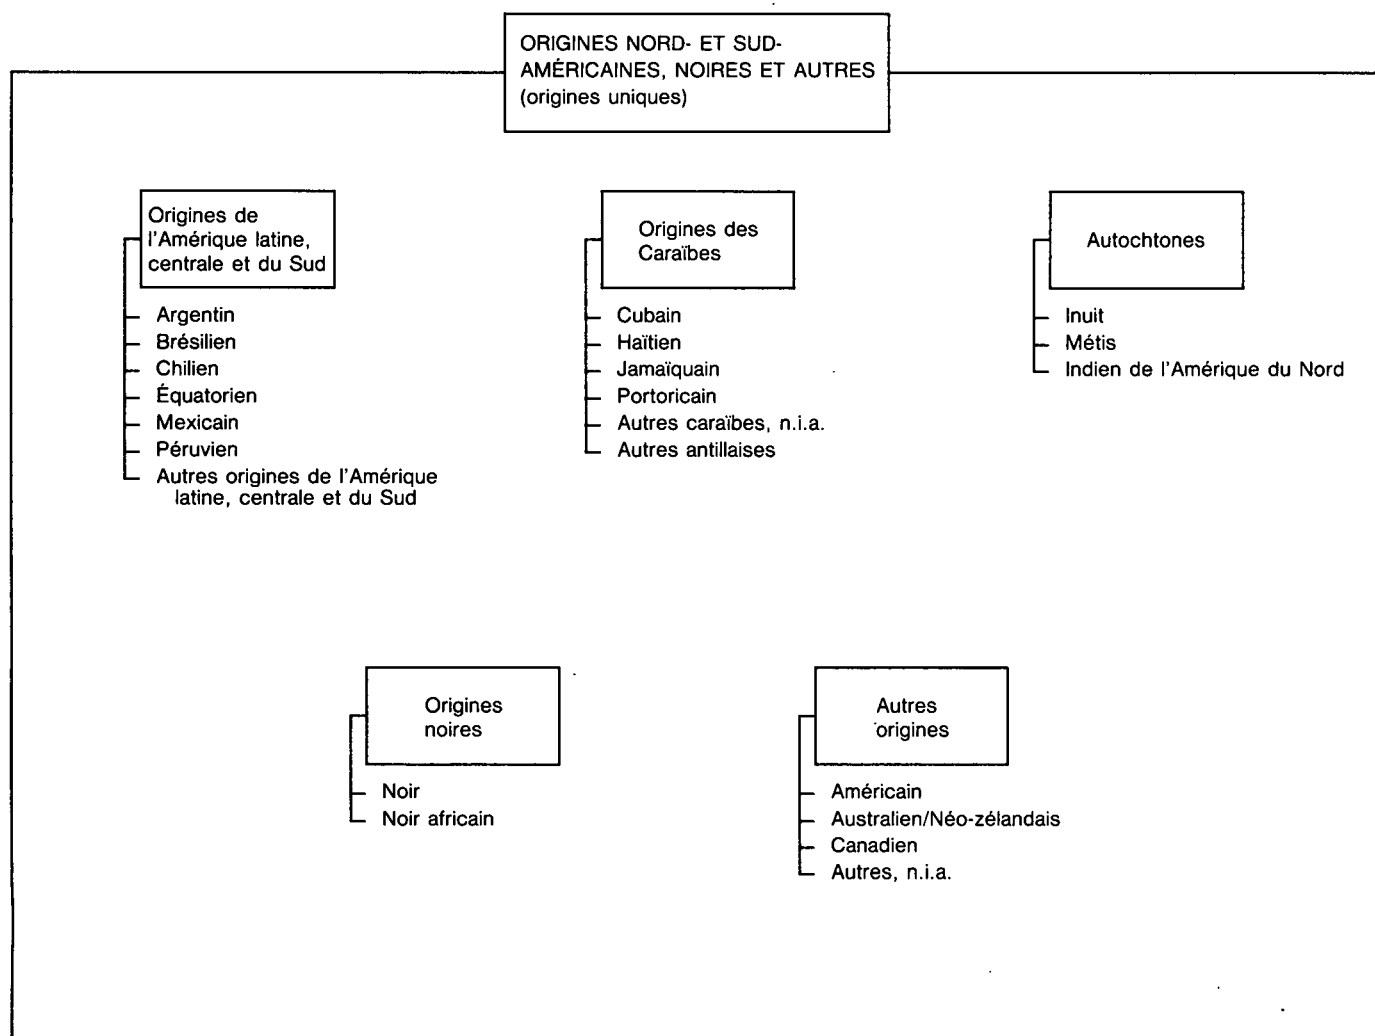 ORIGINES NORD- ET SUD-
AMÉRICAINES, NOIRES ET AUTRES
(origines uniques)
Origines de
l'Amérique latine,
centrale et du Sud
Argentin
Brésilien
Chilien
Équatorien
Mexicain
Péruvien
Autres origines de l'Amérique
latine, centrale et du Sud
Origines des
Caraïbes
Cubain
Haïtien
Jamaïquain
Portoricain
Autres caraïbes, n.i.a.
Autres antillaises
Autochtones
Inuit
Métis
Indien de l'Amérique du Nord
Origines
noires
Noir
Noir africain
Autres
origines
Américain
Australien/Néo-zélandais
Canadien
Autres, n.i.a.